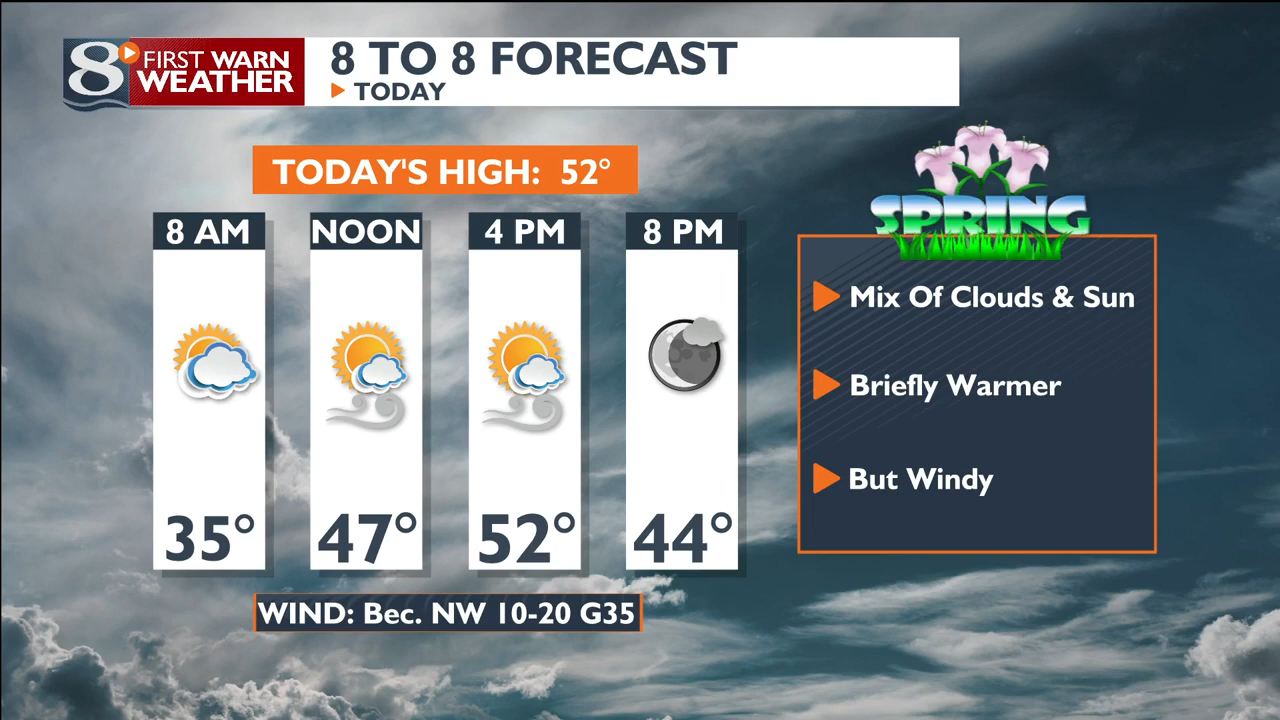 8 FIRST WARN
WEATHER
8 TO 8 FORECAST
TODAY
TODAY'S HIGH: 52°
8 AM
NOON
4 PM
8 PM
35°
47°
52°
44°
WIND: Bec. NW 10-20 G35
SPRING
Mix Of Clouds & Sun
Briefly Warmer
But Windy